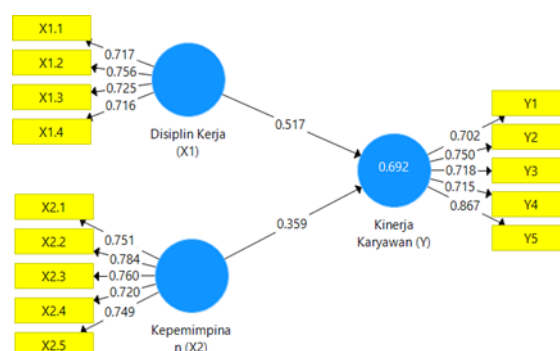 X1.1
X1.2
X1.3
X1.4
0.717
0.756
0.725
0.716
Disiplin Kerja
(X1)
0.517
X2.1
X2.2
X2.3
X2.4
X2.5
0.751
0.784
0.760
0.720
0.749
Kepemimpina
n (X2)
0.359
0.692
Kinerja
Karyawan (Y)
0.702
0.750
0.718
0.715
0.867
Y1
Y2
Y3
Y4
Y5